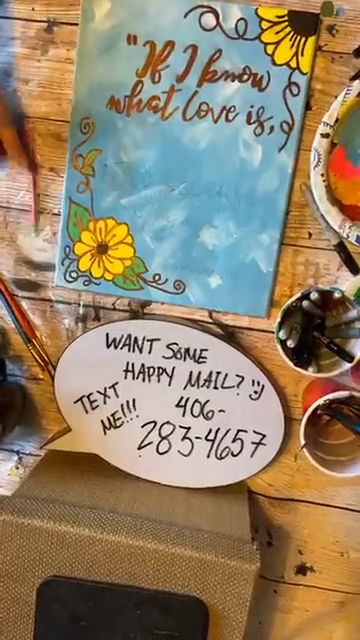 "If I know
what love is,
WANT SOME
HAPPY MAIL? :)
TEXT
ME!!!
406-
283-4657